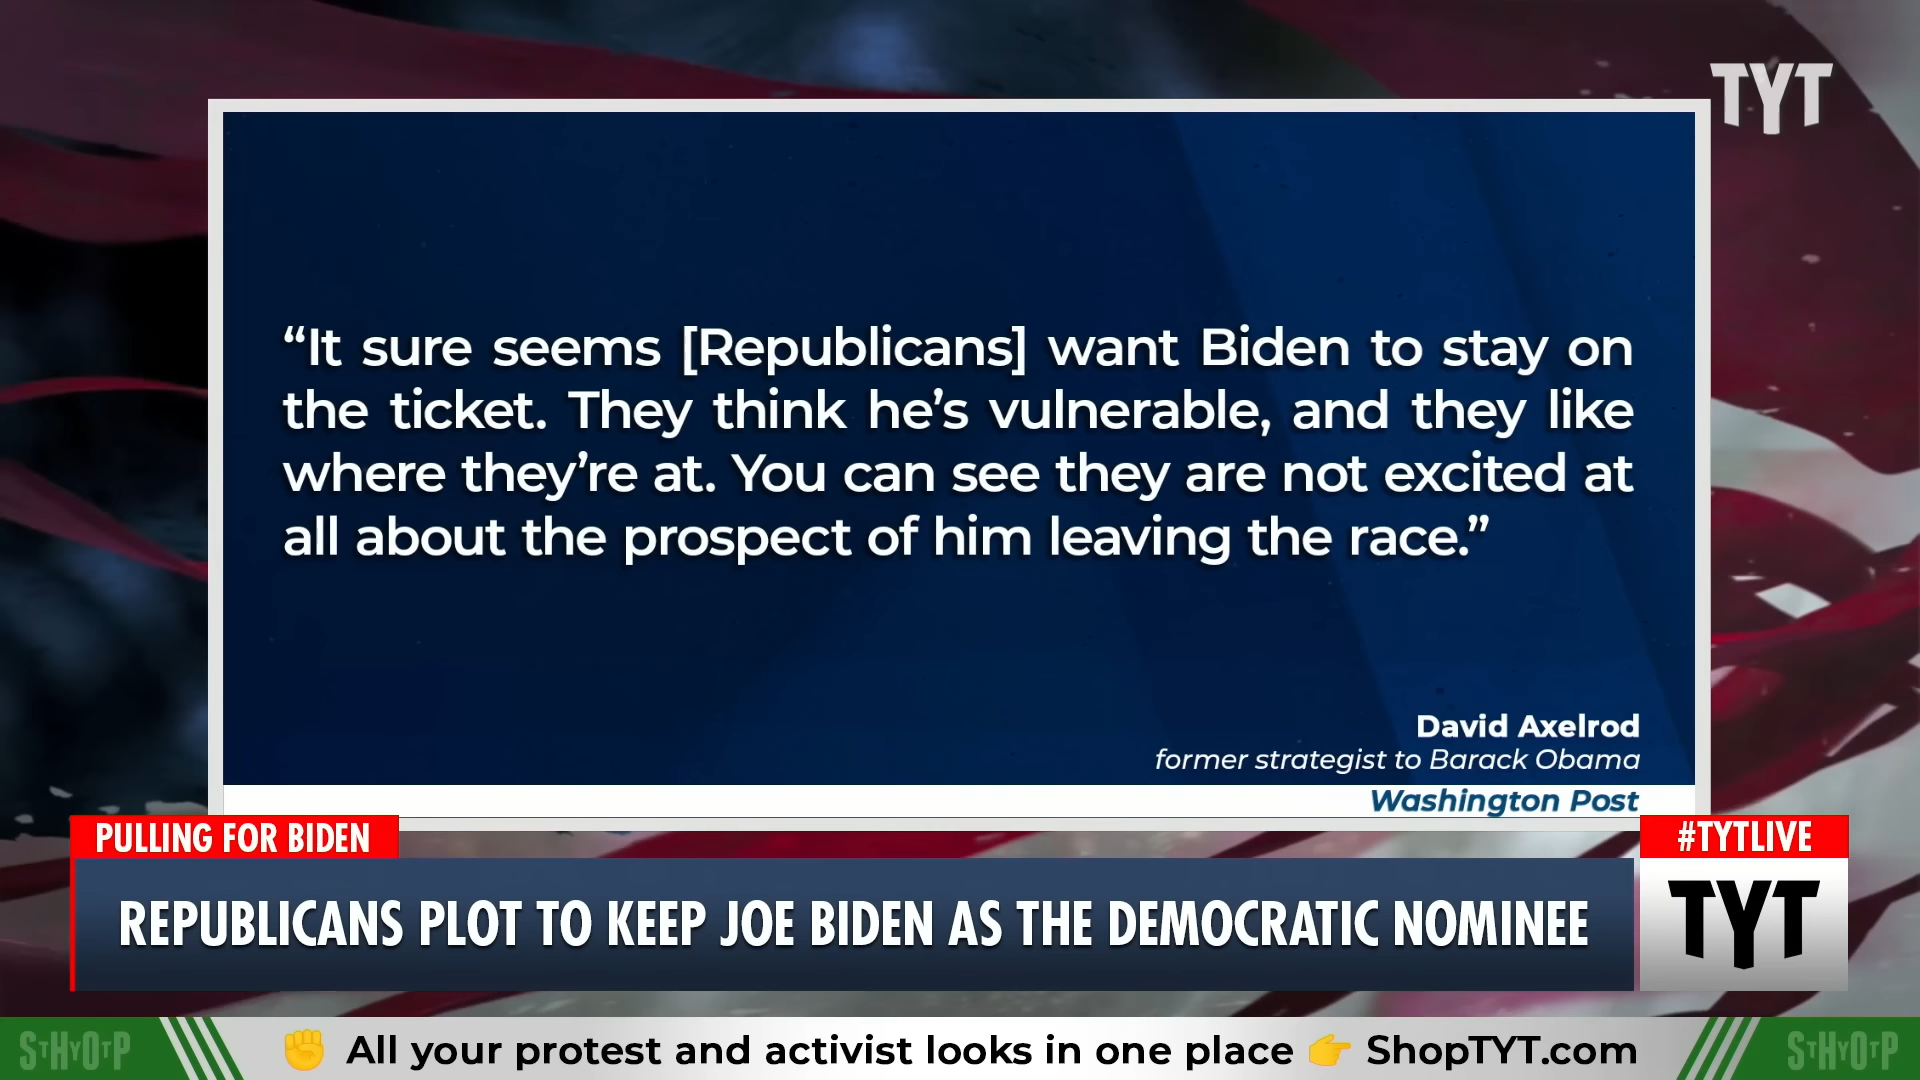 TYT
“It sure seems [Republicans] want Biden to stay on
the ticket. They think he’s vulnerable, and they like
where they’re at. You can see they are not excited at
all about the prospect of him leaving the race.”
David Axelrod
former strategist to Barack Obama
Washington Post
PULLING FOR BIDEN
#TYTLIVE
REPUBLICANS PLOT TO KEEP JOE BIDEN AS THE DEMOCRATIC NOMINEE
TYT
STHYOTP
✊ All your protest and activist looks in one place 👉 ShopTYT.com
STHYOTP